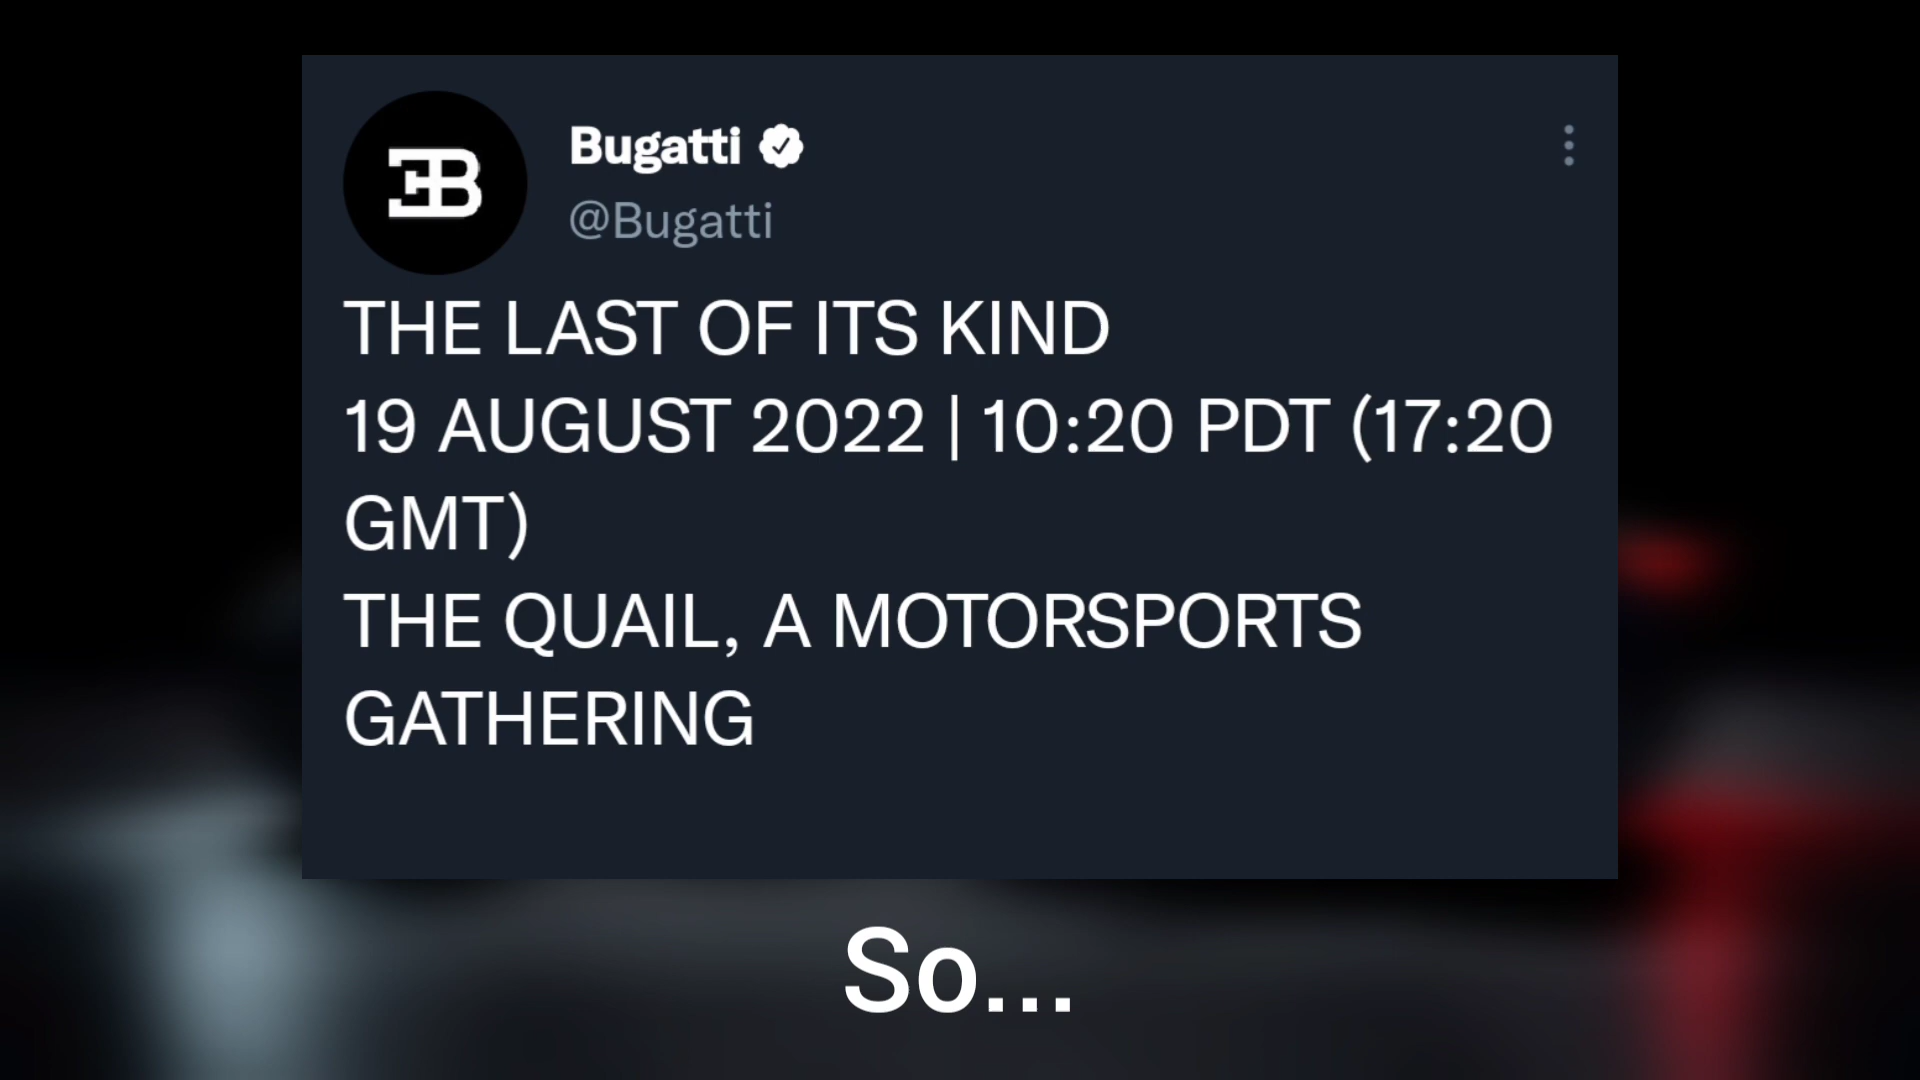 Bugatti
@Bugatti
THE LAST OF ITS KIND
19 AUGUST 2022 | 10:20 PDT (17:20
GMT)
THE QUAIL, A MOTORSPORTS
GATHERING
So...